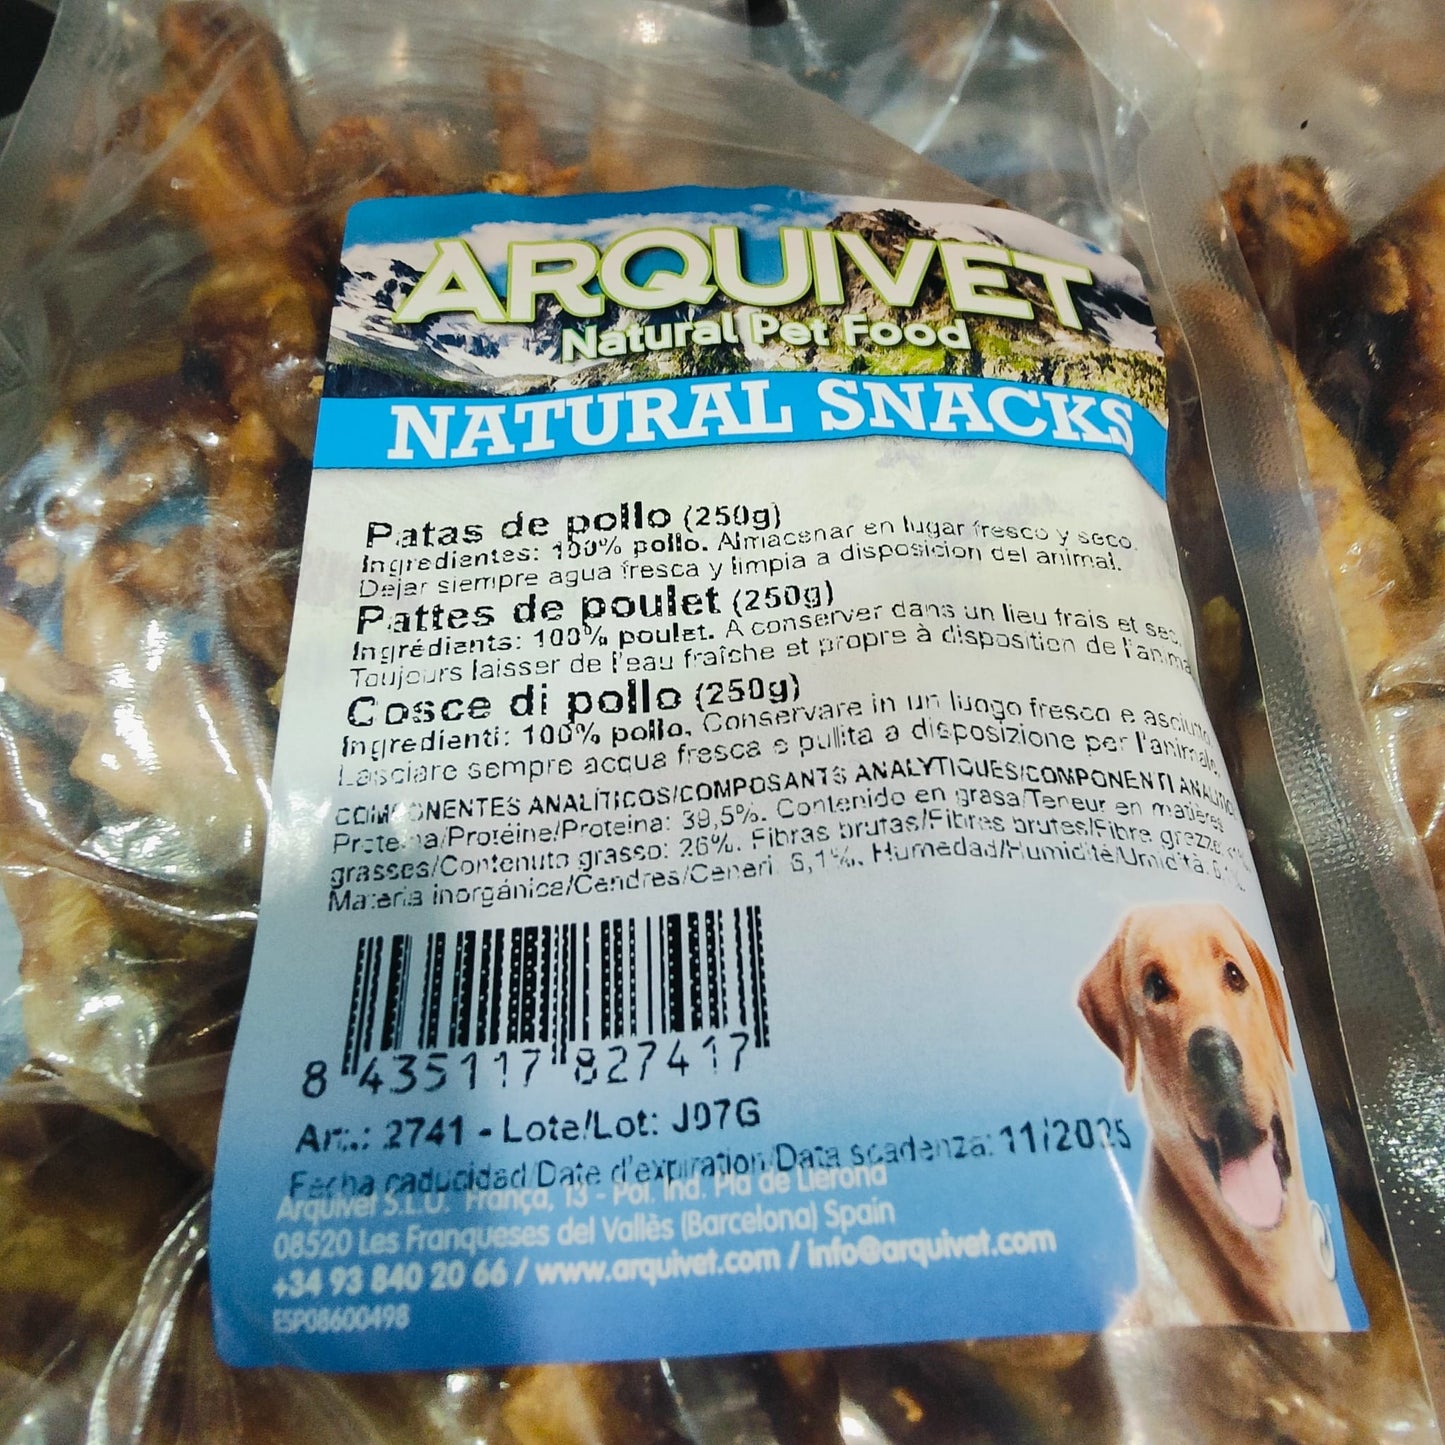 ARQUIVET
Natural Pet Food
NATURAL SNACKS
Patas de pollo (250g)
Ingredientes: 100% pollo. Almacenar en lugar fresco y seco.
Dejar siempre agua fresca y limpia a disposicion del animal.
Pattes de poulet (250g)
Ingrédients: 100% poulet. A conserver dans un lieu frais et sec.
Toujours laisser de l'eau fraîche et propre à disposition de l'anima
Cosce di pollo (250g)
Ingredienti: 100% pollo. Conservare in un luogo fresco e asciutto.
Lasciare sempre acqua fresca e pulita a disposizione per l'animale.
COMPONENTES ANALÍTICOS/COMPOSANTS ANALYTIQUES/COMPONENTI ANALITICI
Proteína/Protéine/Proteina: 39,5%. Contenido en grasa/Teneur en matières
grasses/Contenuto grasso: 26%. Fibras brutas/Fibres brutes/Fibre grezze:
Materia inorgánica/Cendres/Ceneri: 6,1%. Humedad/Humidité/Umidità:
8 435117 827417
Art.: 2741 - Lote/Lot: J07G
Fecha caducidad/Date d'expiration/Data scadenza: 11/2025
Arquivet S.L.U. França, 13 - Pol. Ind. Pla de Llerona
08520 Les Franqueses del Vallès (Barcelona) Spain
+34 93 840 20 66 / www.arquivet.com / info@arquivet.com
ESP08600498